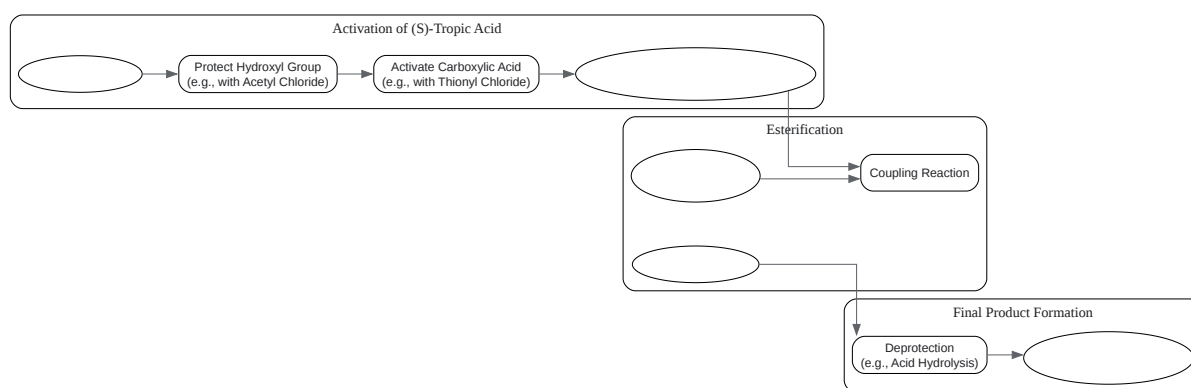 Activation of (S)-Tropic Acid
Protect Hydroxyl Group
(e.g., with Acetyl Chloride)
Activate Carboxylic Acid
(e.g., with Thionyl Chloride)
Esterification
Coupling Reaction
Final Product Formation
Deprotection
(e.g., Acid Hydrolysis)